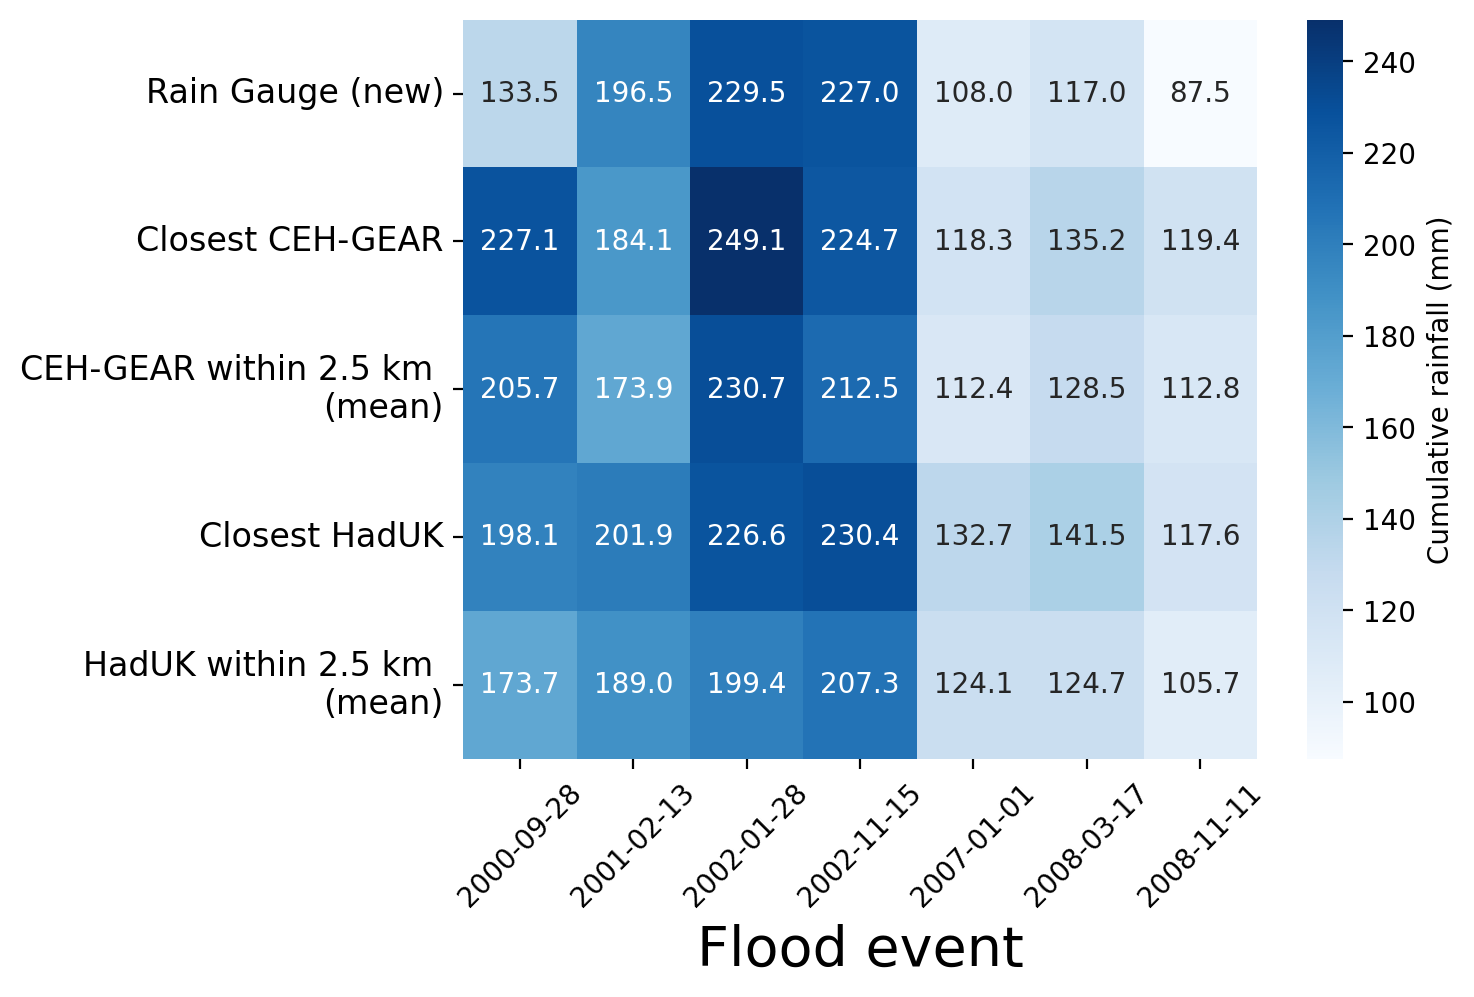 Rain Gauge (new)
133.5 196.5 229.5 227.0 108.0 117.0 87.5
Closest CEH-GEAR
227.1 184.1 249.1 224.7 118.3 135.2 119.4
CEH-GEAR within 2.5 km
(mean)
205.7 173.9 230.7 212.5 112.4 128.5 112.8
Closest HadUK
198.1 201.9 226.6 230.4 132.7 141.5 117.6
HadUK within 2.5 km
(mean)
173.7 189.0 199.4 207.3 124.1 124.7 105.7
2000-09-28
2001-02-13
2002-01-28
2002-11-15
2007-01-01
2008-03-17
2008-11-11
Flood event
240
220
200
180
160
140
120
100
Cumulative rainfall (mm)